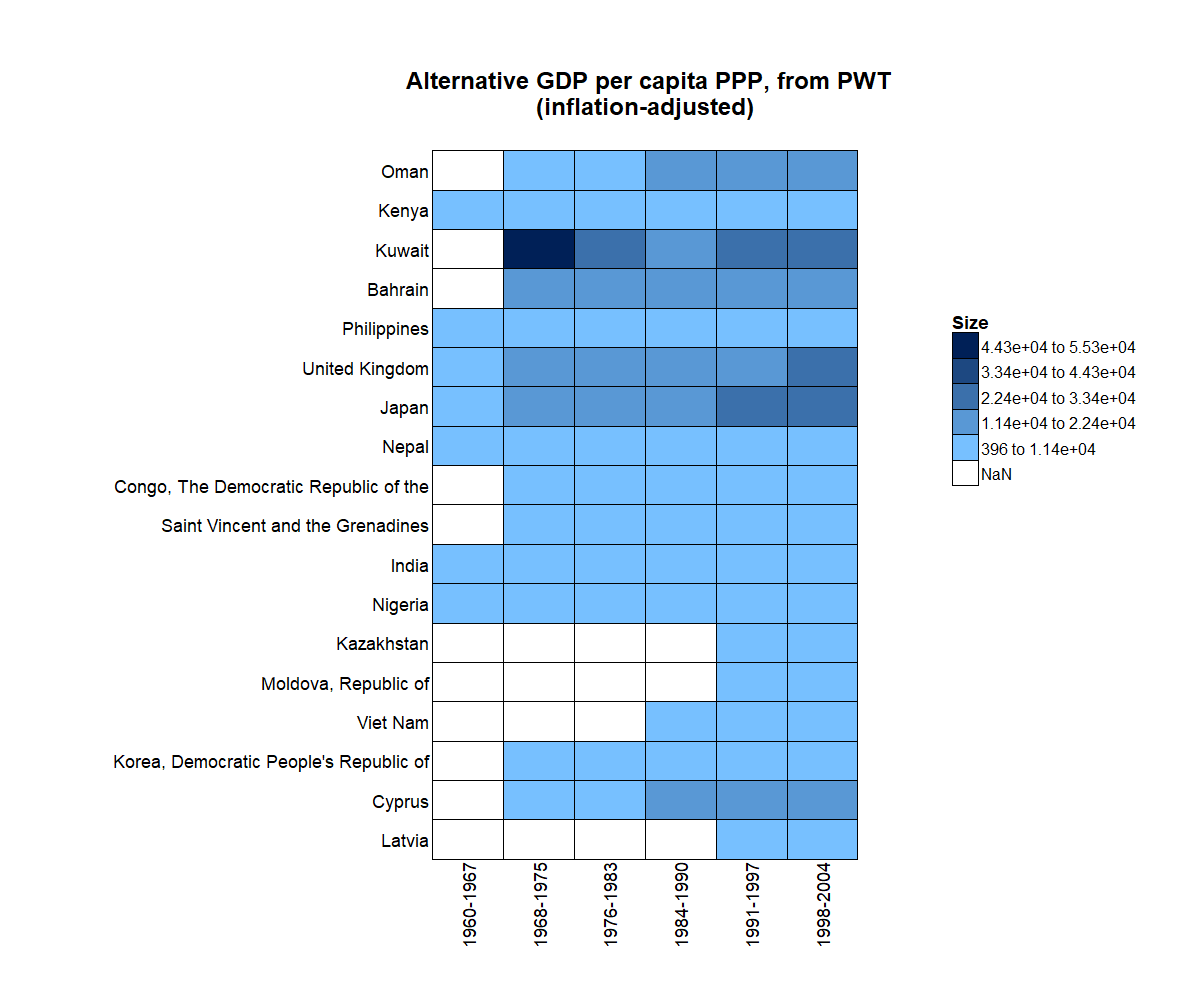 Alternative GDP per capita PPP, from PWT
(inflation-adjusted)
Oman
Kenya
Kuwait
Bahrain
Philippines
United Kingdom
Japan
Nepal
Congo, The Democratic Republic of the
Saint Vincent and the Grenadines
India
Nigeria
Kazakhstan
Moldova, Republic of
Viet Nam
Korea, Democratic People's Republic of
Cyprus
Latvia
1960-1967
1968-1975
1976-1983
1984-1990
1991-1997
1998-2004
Size
4.43e+04 to 5.53e+04
3.34e+04 to 4.43e+04
2.24e+04 to 3.34e+04
1.14e+04 to 2.24e+04
396 to 1.14e+04
NaN